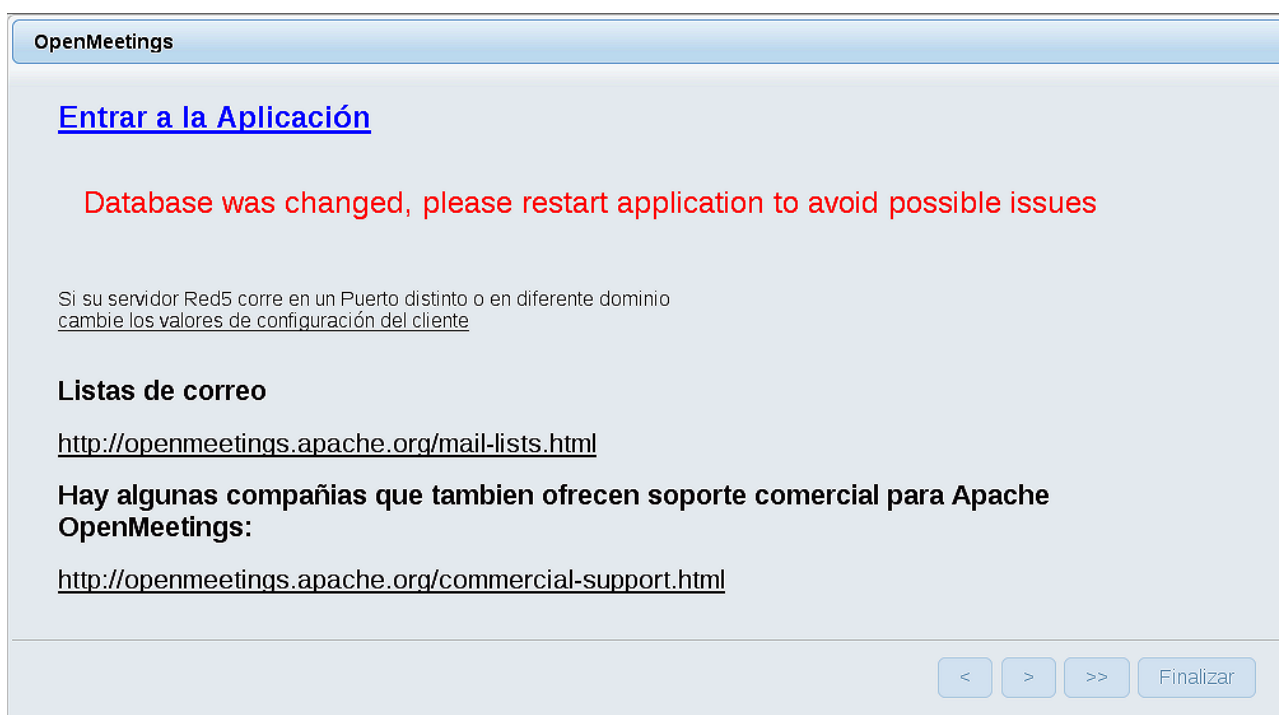 OpenMeetings
Entrar a la Aplicación
Database was changed, please restart application to avoid possible issues
Si su servidor Red5 corre en un Puerto distinto o en diferente dominio
cambie los valores de configuración del cliente
Listas de correo
http://openmeetings.apache.org/mail-lists.html
Hay algunas compañias que tambien ofrecen soporte comercial para Apache
OpenMeetings:
http://openmeetings.apache.org/commercial-support.html
< > >> Finalizar